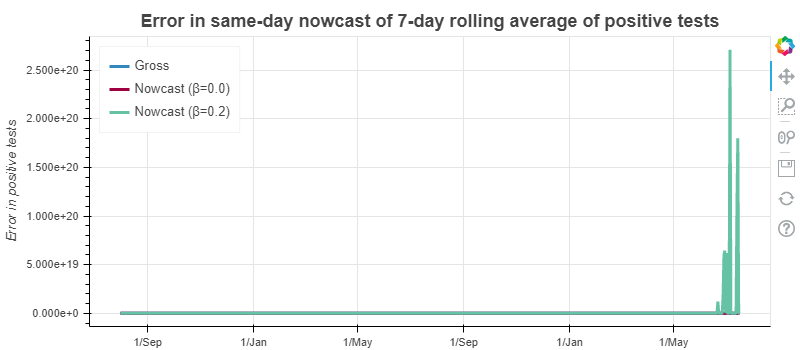 Error in same-day nowcast of 7-day rolling average of positive tests
Gross
Nowcast (β=0.0)
Nowcast (β=0.2)
Error in positive tests
2.500e+20
2.000e+20
1.500e+20
1.000e+20
5.000e+19
0.000e+0
1/Sep 1/Jan 1/May 1/Sep 1/Jan 1/May